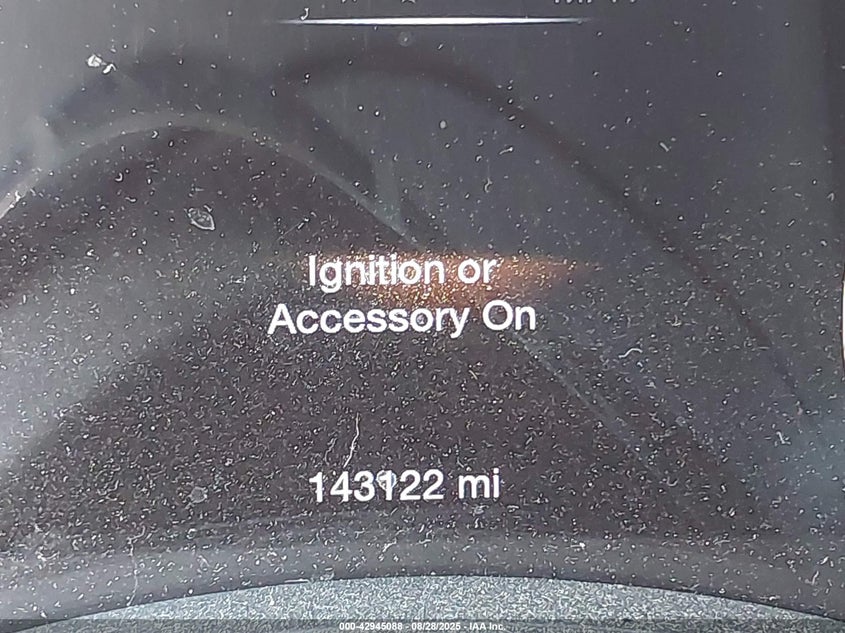 Ignition or
Accessory On
143122 mi
000-42945088 - 08/28/2025 - IAA Inc.